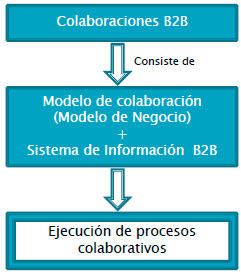 Colaboraciones B2B
Consiste de
Modelo de colaboración
(Modelo de Negocio)
+
Sistema de Información B2B
Ejecución de procesos
colaborativos